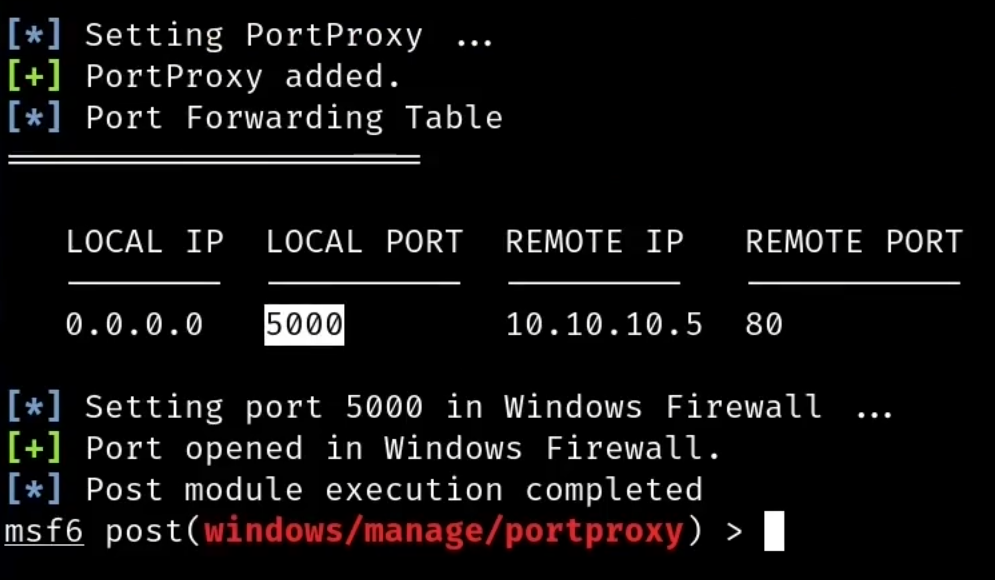 [*] Setting PortProxy ...
[+] PortProxy added.
[*] Port Forwarding Table
LOCAL IP LOCAL PORT REMOTE IP REMOTE PORT
0.0.0.0 5000 10.10.10.5 80
[*] Setting port 5000 in Windows Firewall ...
[+] Port opened in Windows Firewall.
[*] Post module execution completed
msf6 post(windows/manage/portproxy) >